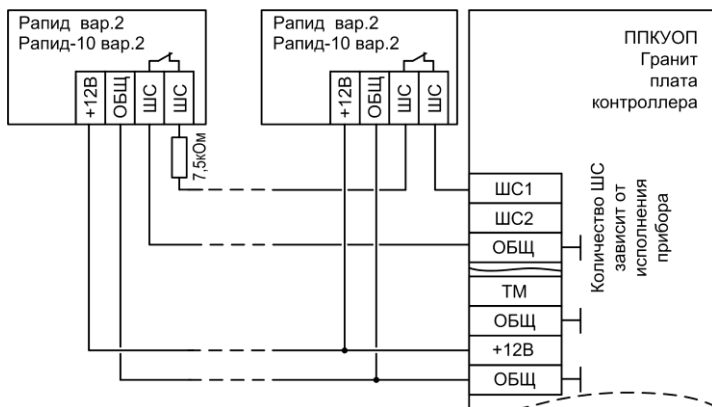 Рапид вар.2
Рапид-10 вар.2
+12В
ОБЩ
ШС
ШС
7,5кОм
Рапид вар.2
Рапид-10 вар.2
+12В
ОБЩ
ШС
ШС
ППКУОП
Гранит
плата
контроллера
ШС1
ШС2
ОБЩ
ТМ
ОБЩ
+12В
ОБЩ
Количество ШС
зависит от
исполнения
прибора